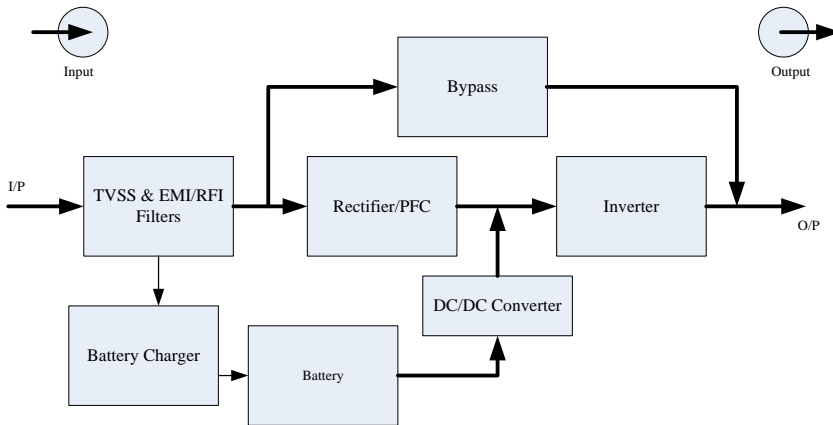 Input
Output
Bypass
I/P
TVSS & EMI/RFI
Filters
Rectifier/PFC
Inverter
O/P
DC/DC Converter
Battery Charger
Battery